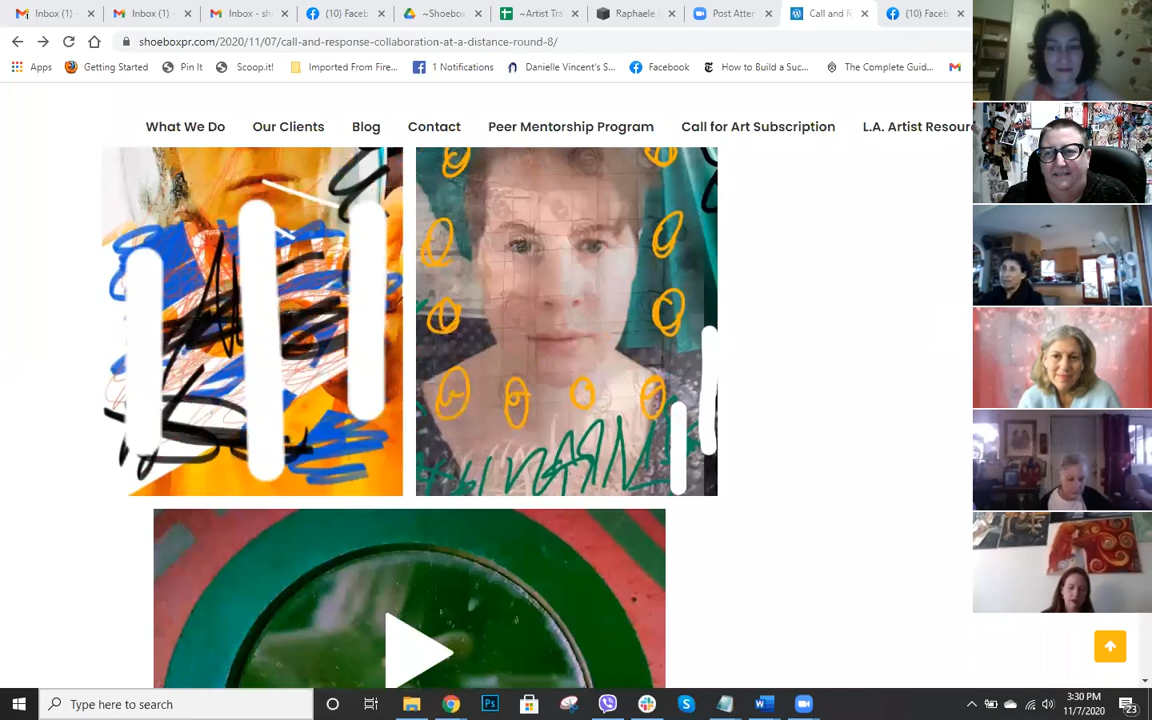 Inbox (1) -
Inbox (1) -
Inbox - sh
(10) Faceb
~Shoebox
~Artist Tra
Raphaele
Post Atter
Call and R
(10) Faceb
shoeboxpr.com/2020/11/07/call-and-response-collaboration-at-a-distance-round-8/
Apps
Getting Started
Pin It
Scoop.it!
Imported From Fire...
1 Notifications
Danielle Vincent's S...
Facebook
How to Build a Suc...
The Complete Guid...
What We Do
Our Clients
Blog
Contact
Peer Mentorship Program
Call for Art Subscription
L.A. Artist Resour
Type here to search
Ps
3:30 PM
11/7/2020
23